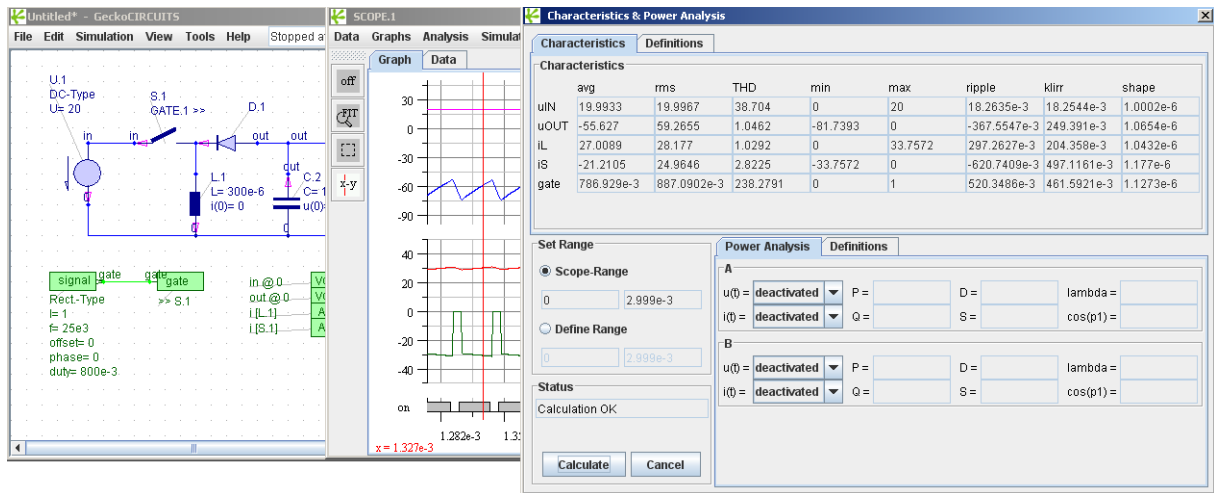 Untitled* - GeckoCIRCUITS
File Edit Simulation View Tools Help Stopped a
U.1
DC-Type
U= 20
S.1
GATE.1 >>
D.1
in in out out
out
L.1
L= 300e-6
i(0)= 0
C.2
C= 1
u(0)=
0
0
0
signal gate gate gate
Rect.-Type
>> S.1
I= 1
f= 25e3
offset= 0
phase= 0
duty= 800e-3
in @ 0
out @ 0
i [L.1]
i [S.1]
SCOPE.1
Data Graphs Analysis Simula
Graph Data
off
FIT
x-y
30
0
-30
-60
-90
40
20
0
-20
-40
on
1.282e-3
x = 1.327e-3
Characteristics & Power Analysis
Characteristics Definitions
Characteristics
avg rms THD min max ripple klirr shape
uIN 19.9933 19.9967 38.704 0 20 18.2635e-3 18.2544e-3 1.0002e-6
uOUT -55.627 59.2655 1.0462 -81.7393 0 -367.5547e-3 249.391e-3 1.0654e-6
iL 27.0089 28.177 1.0292 0 33.7572 297.2627e-3 204.358e-3 1.0432e-6
iS -21.2105 24.9646 2.8225 -33.7572 0 -620.7409e-3 497.1161e-3 1.177e-6
gate 786.929e-3 887.0902e-3 238.2791 0 1 520.3486e-3 461.5921e-3 1.1273e-6
Set Range
Scope-Range
0 2.999e-3
Define Range
0 2.999e-3
Status
Calculation OK
Calculate Cancel
Power Analysis Definitions
A
u(t) = deactivated P = D = lambda =
i(t) = deactivated Q = S = cos(p1) =
B
u(t) = deactivated P = D = lambda =
i(t) = deactivated Q = S = cos(p1) =